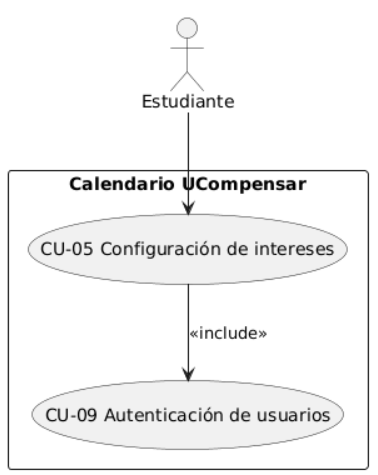 Estudiante
Calendario UCompensar
CU-05 Configuración de intereses
«include»
CU-09 Autenticación de usuarios